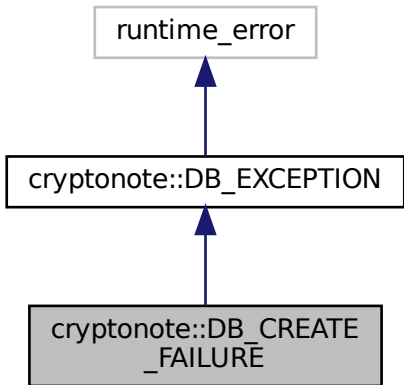 runtime_error
cryptonote::DB_EXCEPTION
cryptonote::DB_CREATE
_FAILURE